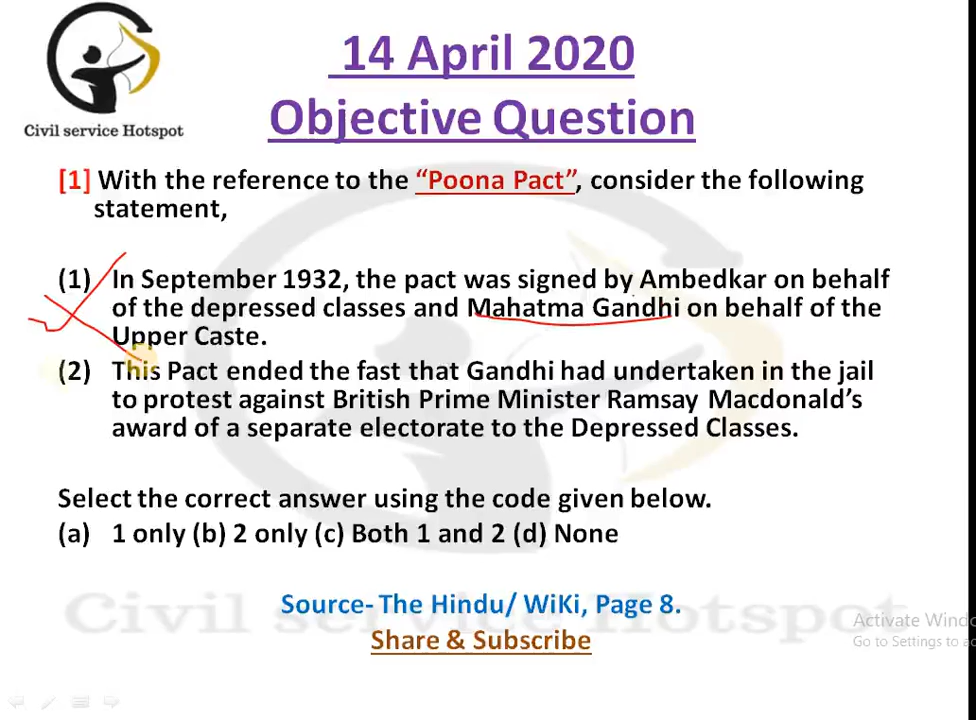 14 April 2020
Objective Question
Civil service Hotspot
[1] With the reference to the “Poona Pact”, consider the following
statement,
(1) In September 1932, the pact was signed by Ambedkar on behalf
of the depressed classes and Mahatma Gandhi on behalf of the
Upper Caste.
(2) This Pact ended the fast that Gandhi had undertaken in the jail
to protest against British Prime Minister Ramsay Macdonald’s
award of a separate electorate to the Depressed Classes.
Select the correct answer using the code given below.
(a) 1 only (b) 2 only (c) Both 1 and 2 (d) None
Source- The Hindu/ WiKi, Page 8.
Civil service Hotspot
Share & Subscribe
Activate Windo
Go to Settings to ac